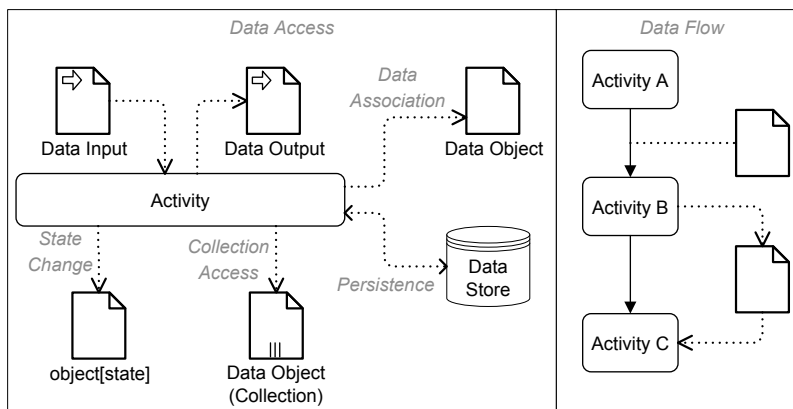 Data Access
Data Flow
Data
Association
Activity A
Data Input
Data Output
Data Object
Activity
Activity B
State
Change
Collection
Access
Persistence
Data
Store
Activity C
object[state]
Data Object
(Collection)